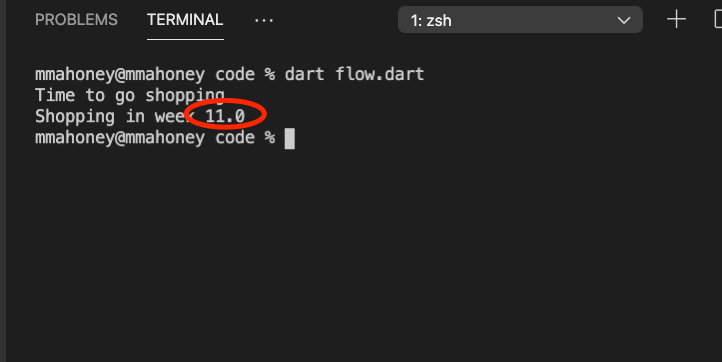 PROBLEMS TERMINAL ...
1: zsh
mmahoney@mmahoney code % dart flow.dart
Time to go shopping
Shopping in week 11.0
mmahoney@mmahoney code %